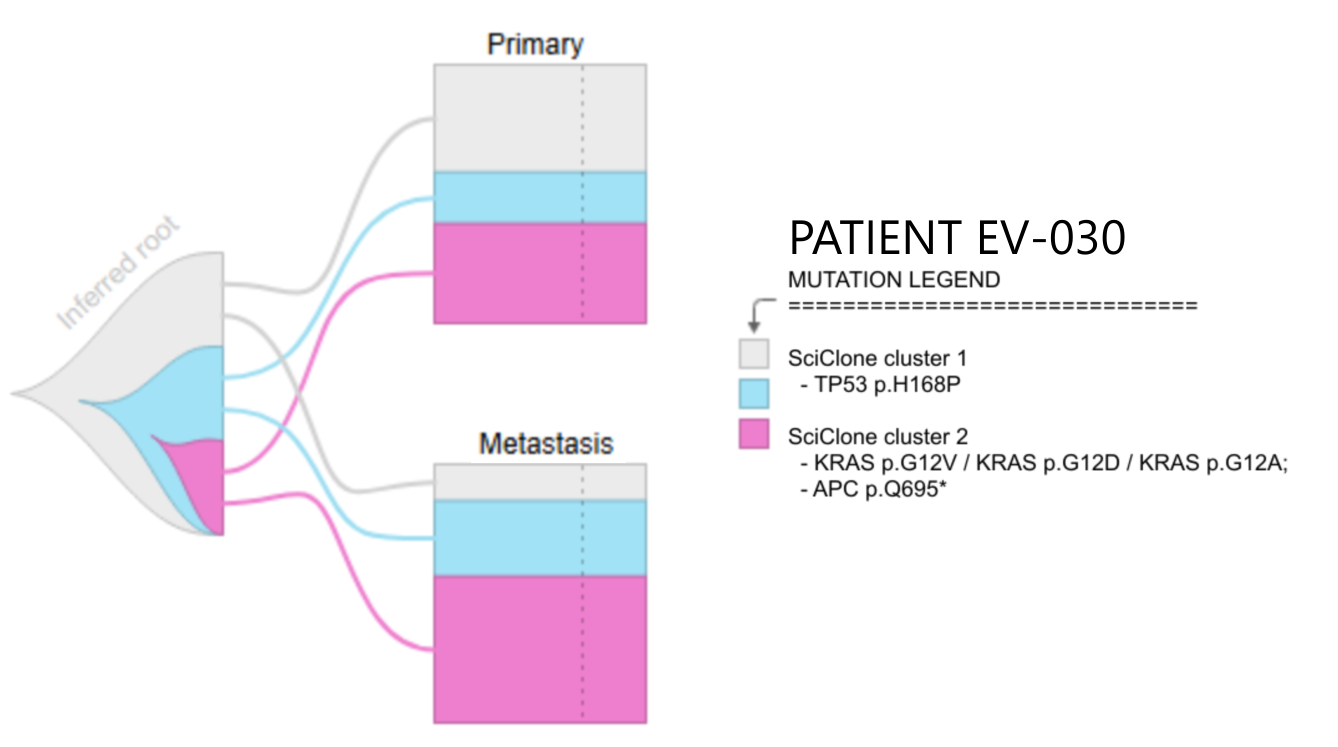 Primary
Inferred root
Metastasis
PATIENT EV-030
MUTATION LEGEND
==============================
SciClone cluster 1
- TP53 p.H168P
SciClone cluster 2
- KRAS p.G12V / KRAS p.G12D / KRAS p.G12A;
- APC p.Q695*